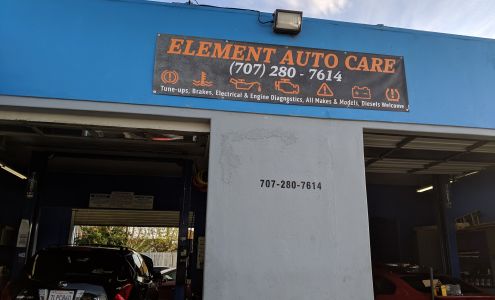 ELEMENT AUTO CARE
(707) 280 - 7614
Tune-ups, Brakes, Electrical & Engine Diagnostics, All Makes & Models, Diesels Welcome
707-280-7614